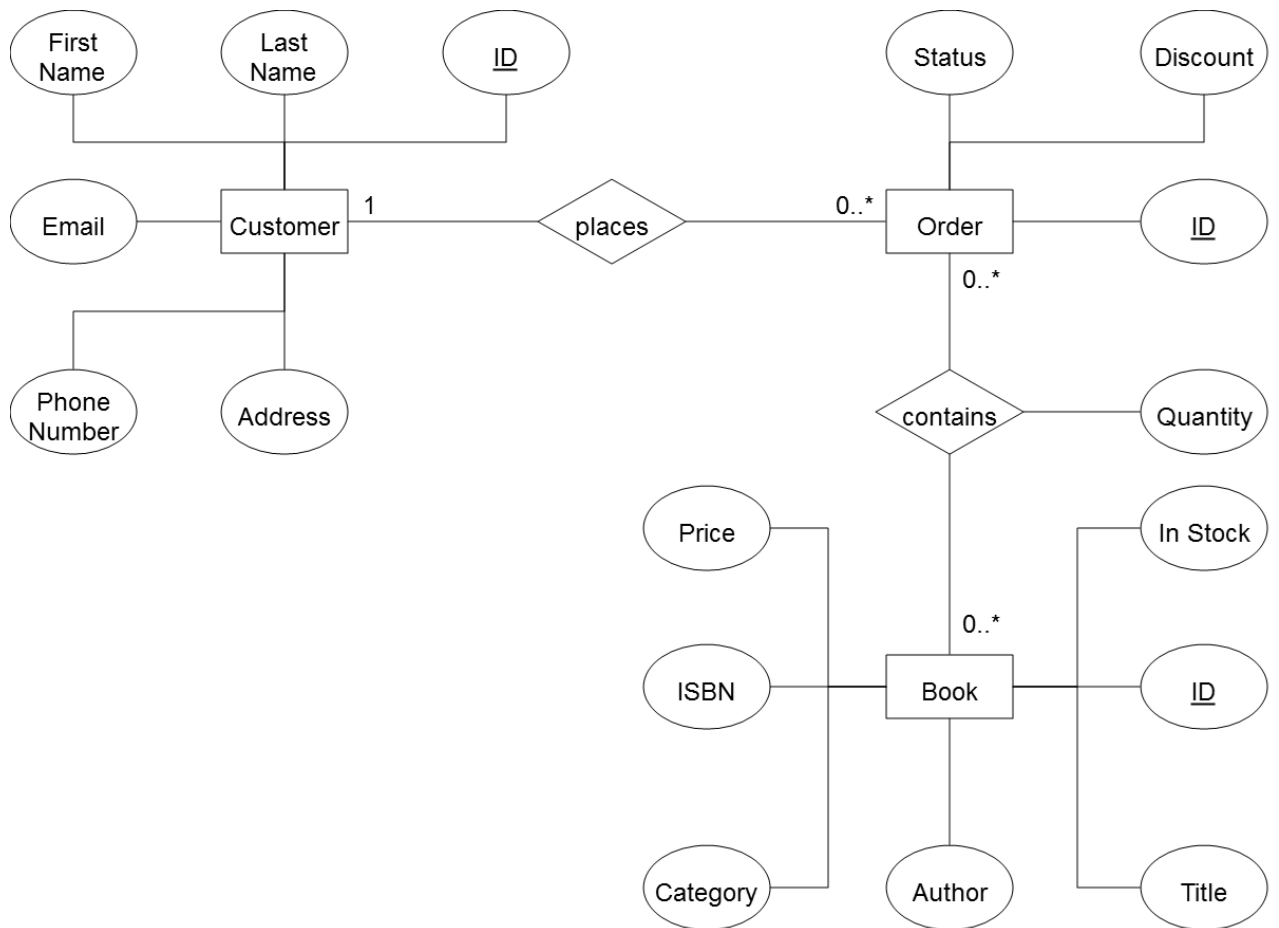 First
Name
Last
Name
ID
Status
Discount
Email
Customer
1
places
0..*
Order
ID
0..*
Phone
Number
Address
contains
Quantity
Price
In Stock
0..*
ISBN
Book
ID
Category
Author
Title